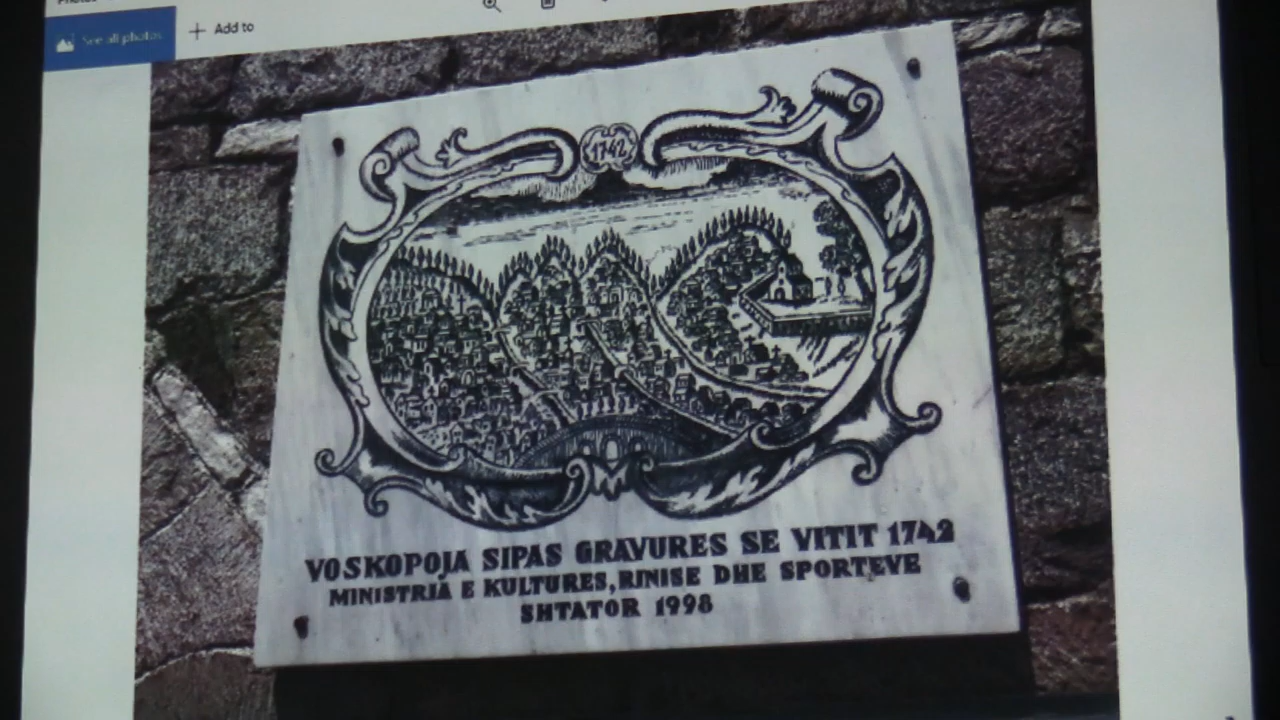 See all photos
Add to
1742
VOSKOPOJA SIPAS GRAVURES SE VITIT 1742
MINISTRIA E KULTURES, RINISE DHE SPORTEVE
SHTATOR 1998